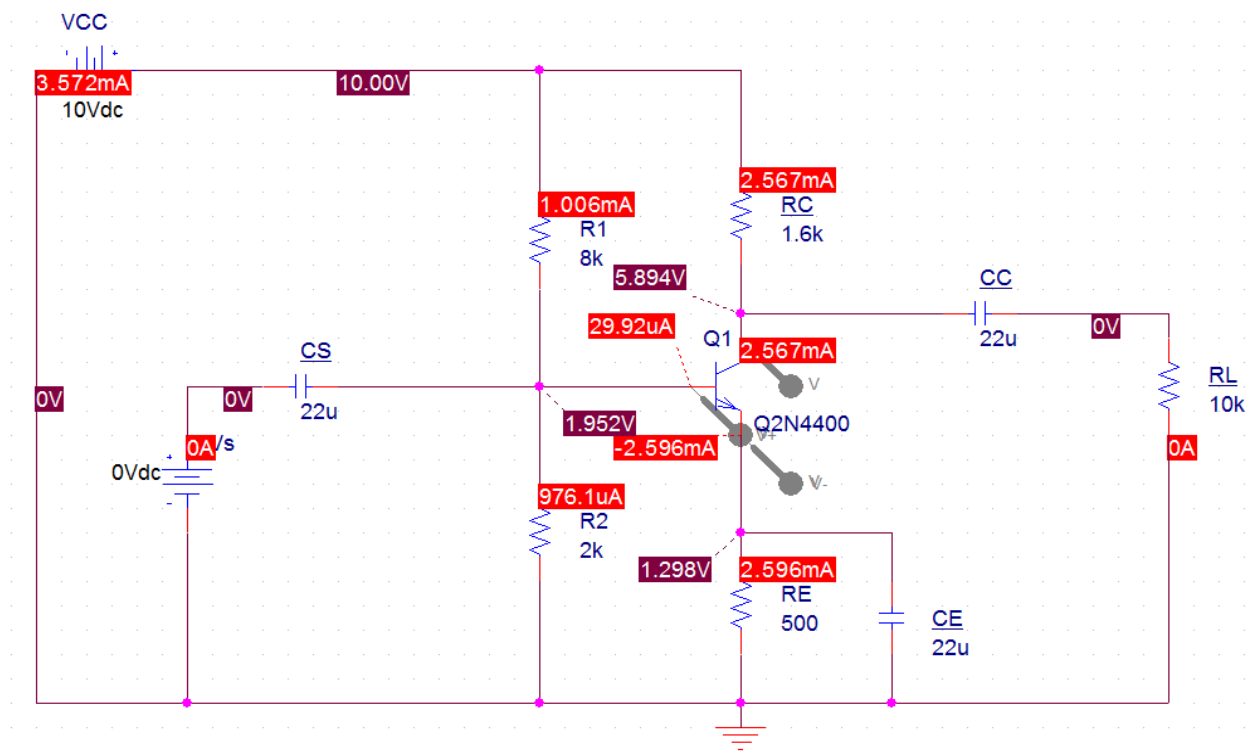 VCC
3.572mA
10.00V
10Vdc
2.567mA
1.006mA
RC
R1
1.6k
8k
5.894V
CC
29.92uA
0V
Q1
22u
2.567mA
CS
V
RL
0V
0V
10k
22u
1.952V
Q2N4400
V+
-2.596mA
0A
0A
Vs
0Vdc
V-
976.1uA
R2
2k
1.298V
2.596mA
RE
CE
500
22u